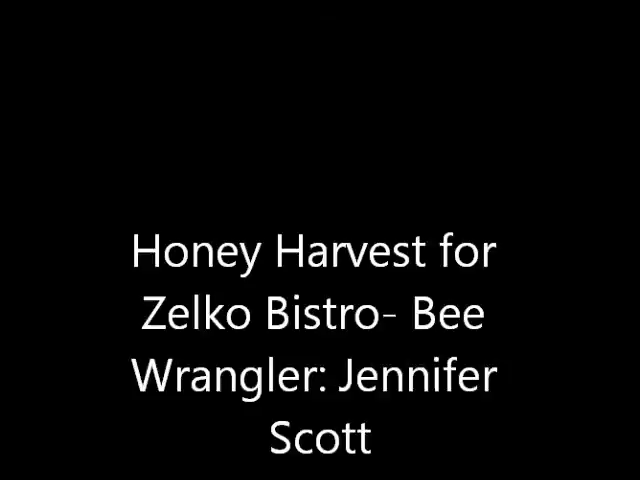 Honey Harvest for
Zelko Bistro- Bee
Wrangler: Jennifer
Scott